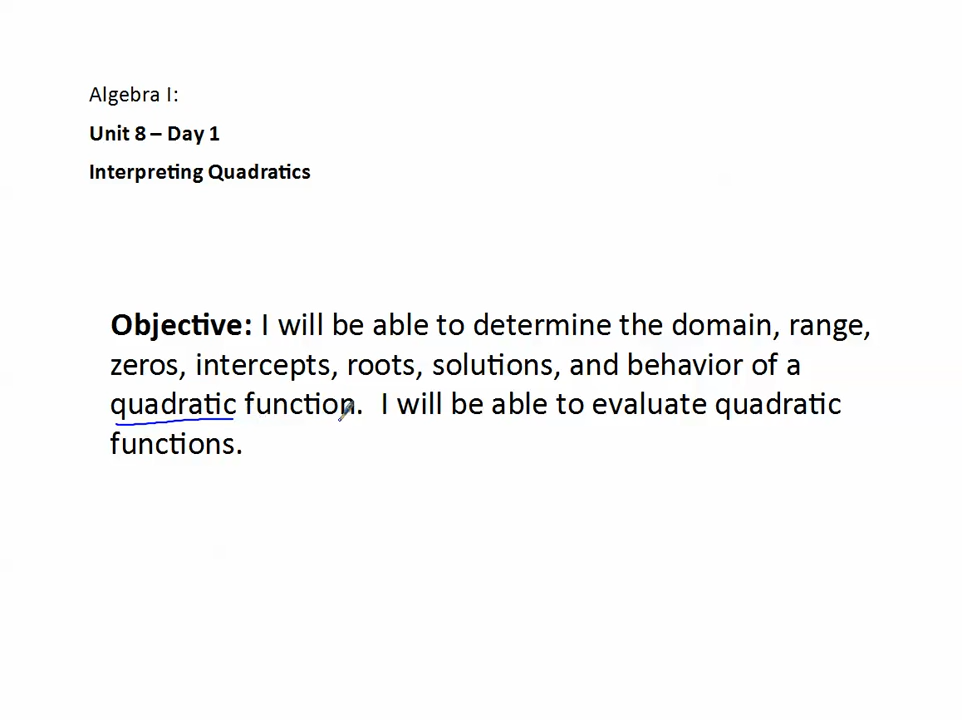 Algebra I:
Unit 8 – Day 1
Interpreting Quadratics
Objective: I will be able to determine the domain, range,
zeros, intercepts, roots, solutions, and behavior of a
quadratic function.  I will be able to evaluate quadratic
functions.